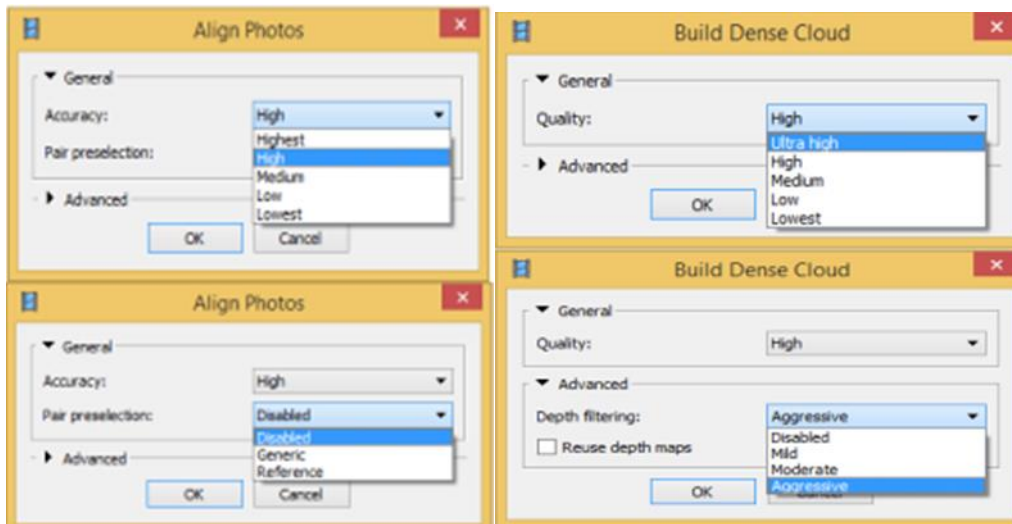 Align Photos
General
Accuracy: High
Highest
Pair preselection:
High
Medium
Advanced
Low
Lowest
OK Cancel
Build Dense Cloud
General
Quality: High
Ultra high
Advanced
High
Medium
Low
OK
Lowest
Align Photos
General
Accuracy: High
Pair preselection: Disabled
Disabled
Generic
Advanced
Reference
OK Cancel
Build Dense Cloud
General
Quality: High
Advanced
Depth filtering: Aggressive
Disabled
Reuse depth maps
Mild
Moderate
Aggressive
OK